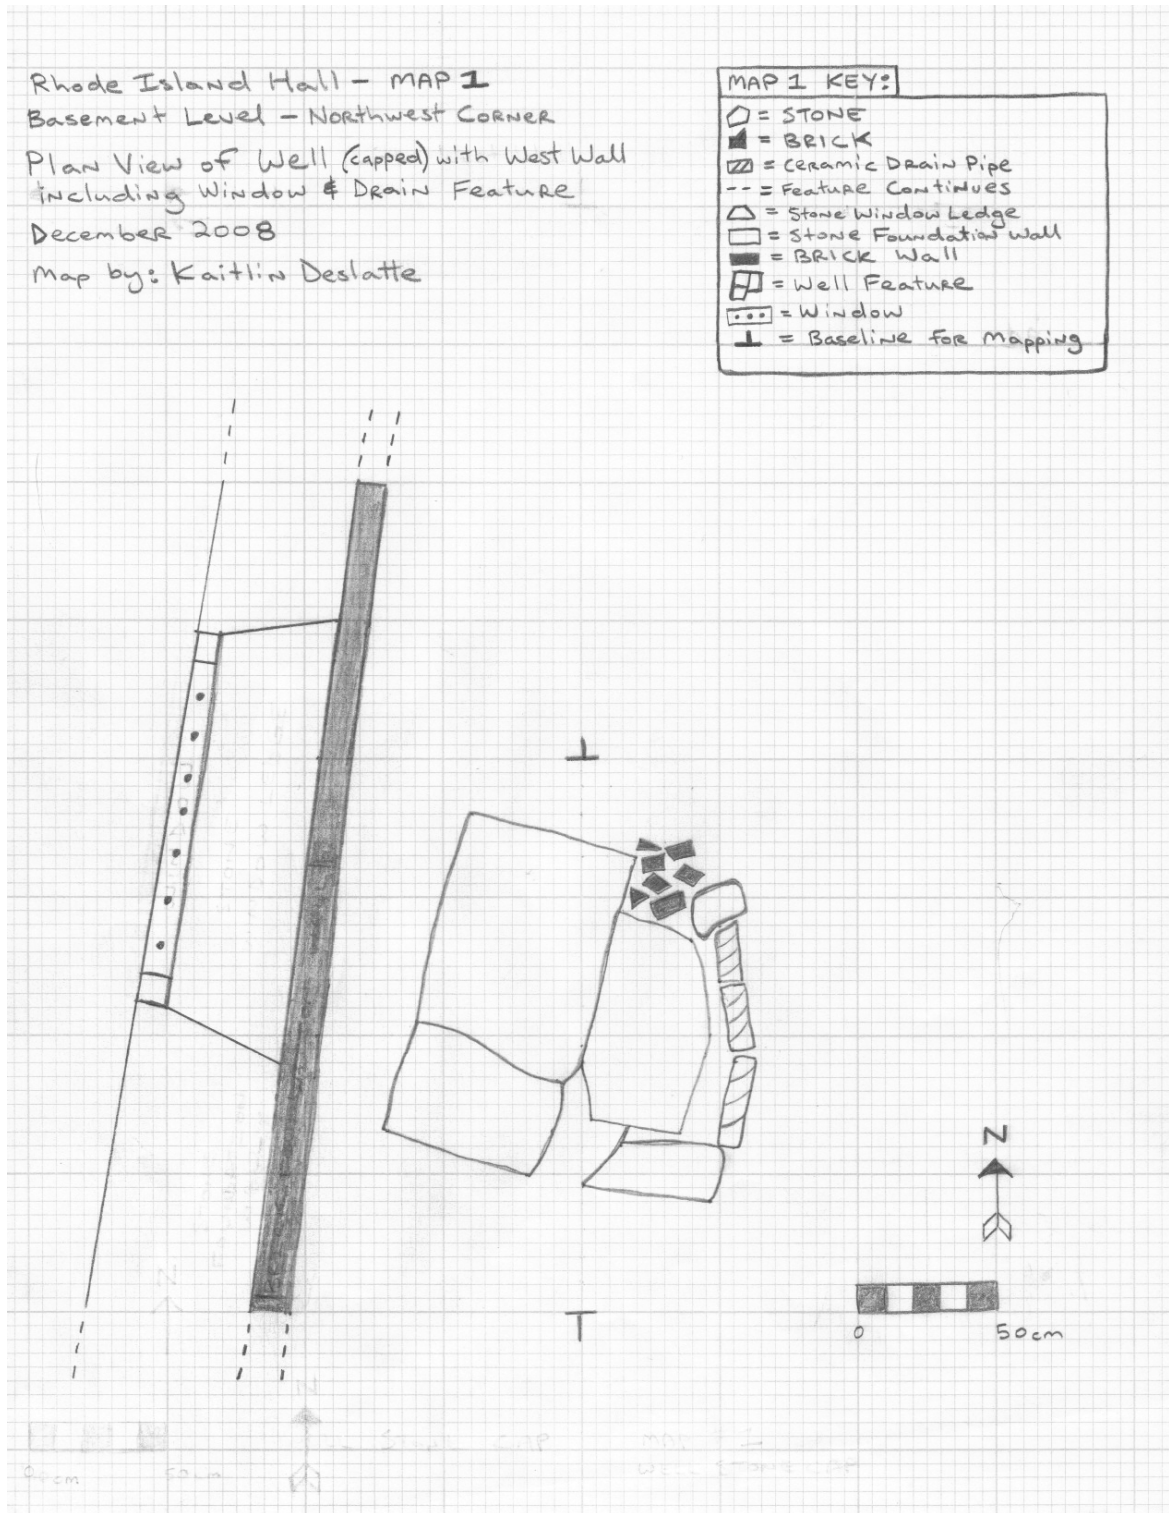 Rhode Island Hall - MAP 1
Basement Level - Northwest Corner
Plan View of Well (capped) with West Wall
including Window & Drain Feature
December 2008
Map by: Kaitlin Deslatte
MAP 1 KEY:
= STONE
= BRICK
= Ceramic Drain Pipe
-- = Feature Continues
= Stone Window Ledge
= Stone Foundation Wall
= BRICK Wall
= Well Feature
= Window
= Baseline for Mapping
N
0 50cm